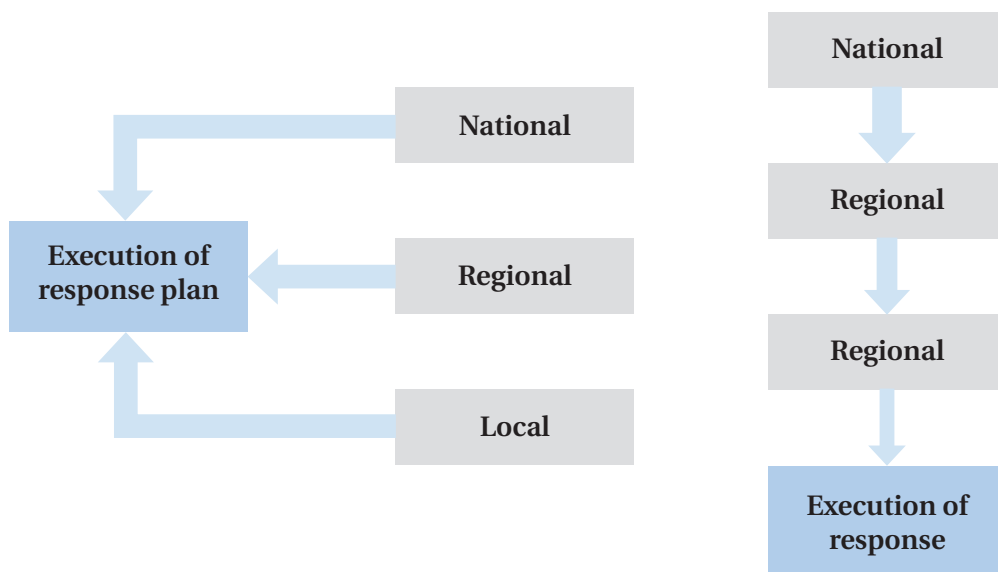 National
Regional
Local
Execution of
response plan
National
Regional
Regional
Execution of
response